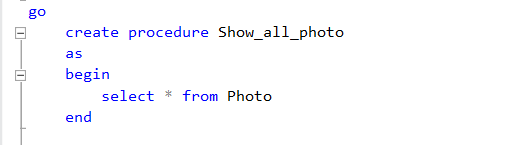 go
create procedure Show_all_photo
as
begin
select * from Photo
end